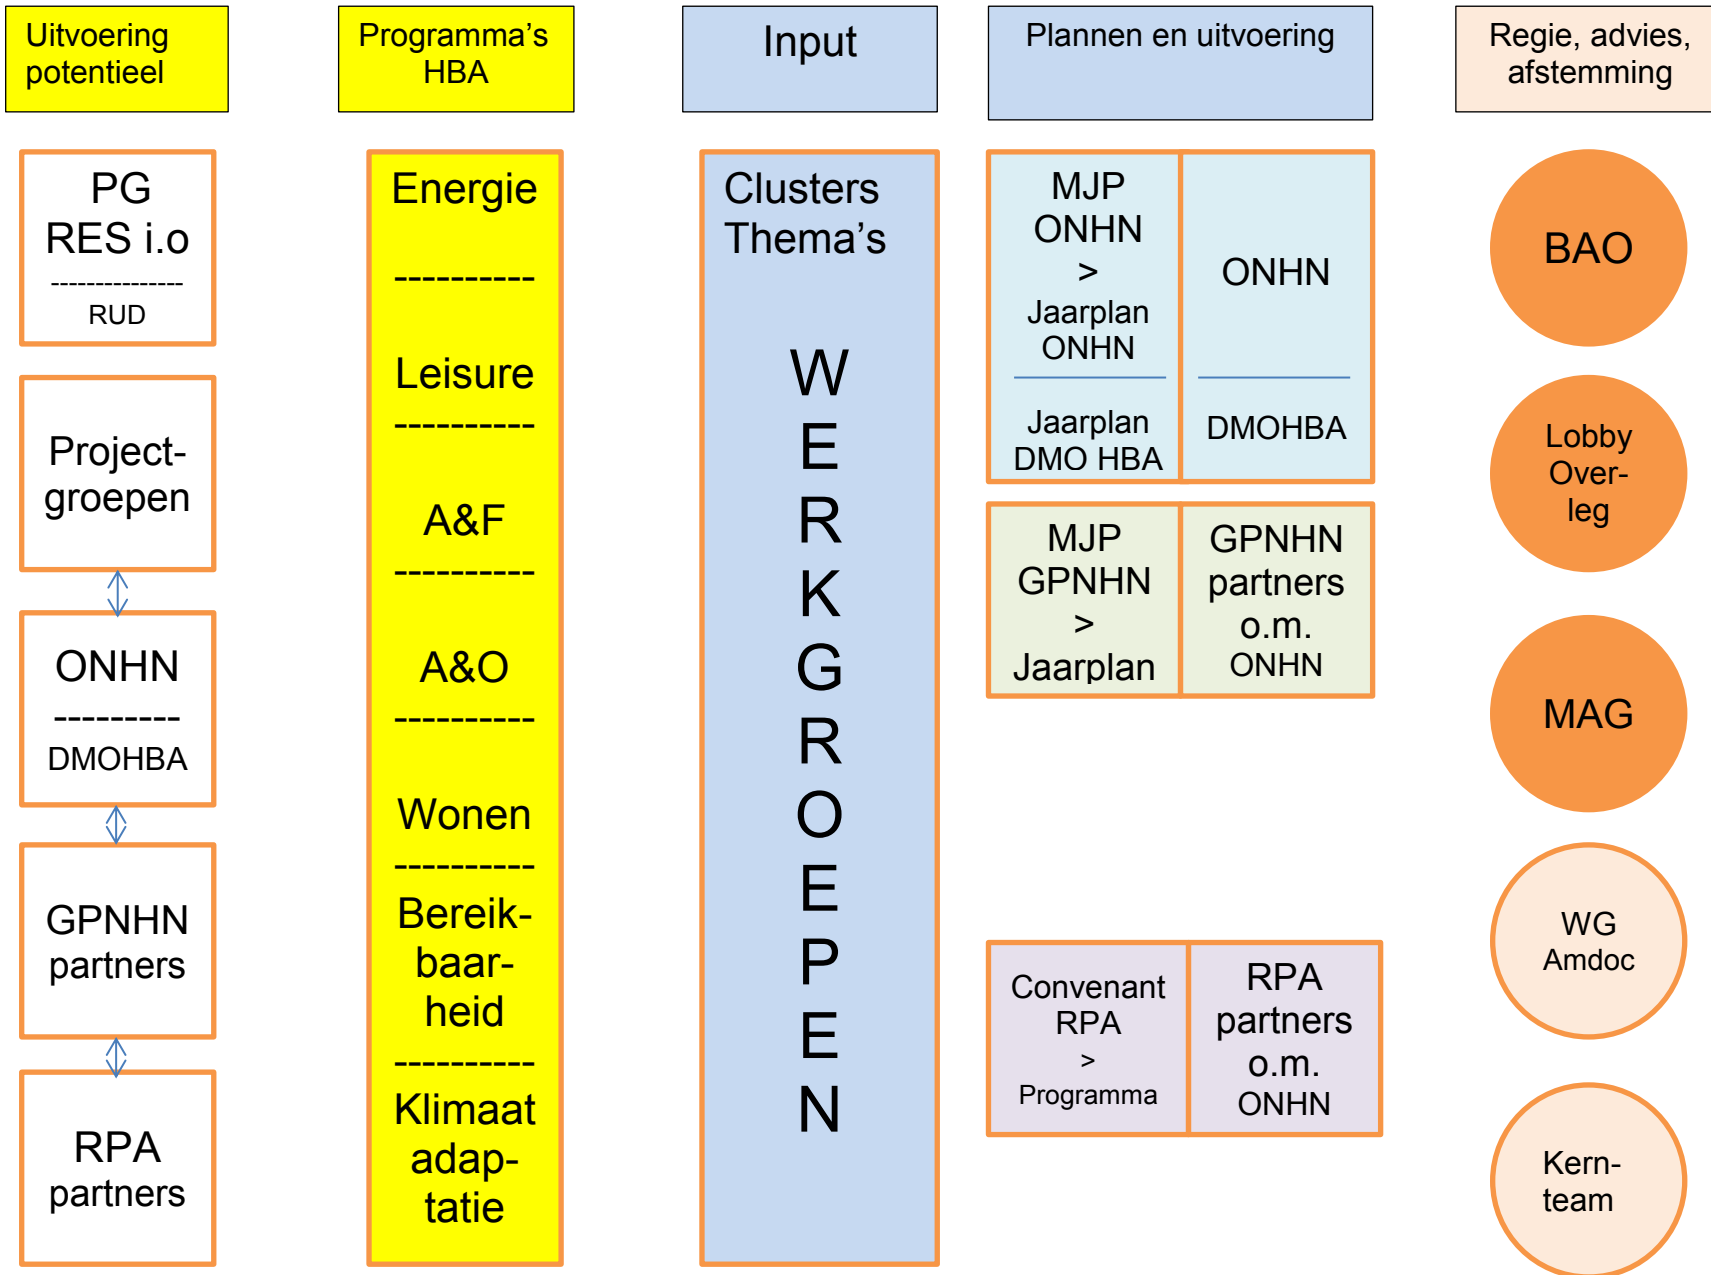 Uitvoering
potentieel
Programma’s
HBA
Input
Plannen en uitvoering
Regie, advies,
afstemming
PG
RES i.o
---------------
RUD
Project-
groepen
ONHN
---------
DMOHBA
GPNHN
partners
RPA
partners
Energie
----------
Leisure
----------
A&F
----------
A&O
----------
Wonen
----------
Bereik-
baar-
heid
----------
Klimaat
adap-
tatie
Clusters
Thema’s
W
E
R
K
G
R
O
E
P
E
N
MJP
ONHN
>
Jaarplan
ONHN
Jaarplan
DMO HBA
ONHN
DMOHBA
MJP
GPNHN
>
Jaarplan
GPNHN
partners
o.m.
ONHN
Convenant
RPA
>
Programma
RPA
partners
o.m.
ONHN
BAO
Lobby
Over-
leg
MAG
WG
Amdoc
Kern-
team